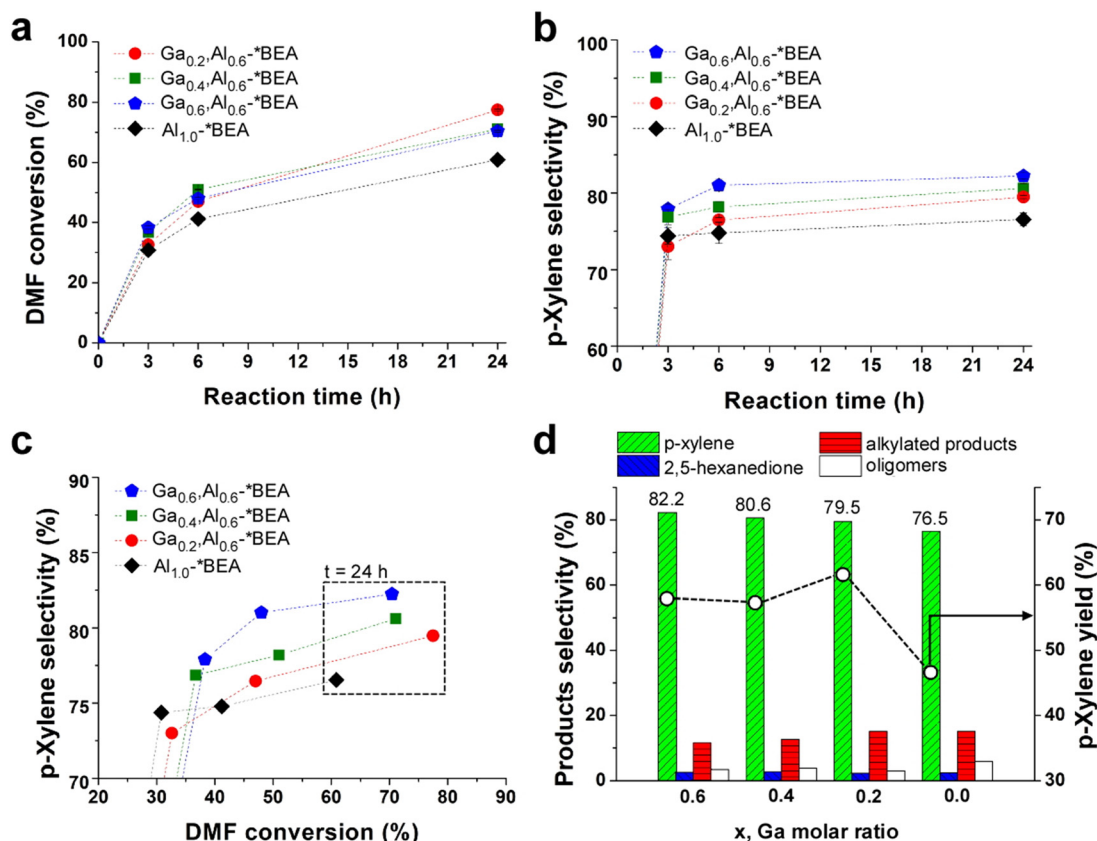 a
100
80
60
40
20
0
DMF conversion (%)
Ga0.2,Al0.6-*BEA
Ga0.4,Al0.6-*BEA
Ga0.6,Al0.6-*BEA
Al1.0-*BEA
0 3 6 9 12 15 18 21 24
Reaction time (h)
b
100
90
80
70
60
p-Xylene selectivity (%)
Ga0.6,Al0.6-*BEA
Ga0.4,Al0.6-*BEA
Ga0.2,Al0.6-*BEA
Al1.0-*BEA
0 3 6 9 12 15 18 21 24
Reaction time (h)
c
90
85
80
75
70
p-Xylene selectivity (%)
Ga0.6,Al0.6-*BEA
Ga0.4,Al0.6-*BEA
Ga0.2,Al0.6-*BEA
Al1.0-*BEA
t = 24 h
20 30 40 50 60 70 80 90
DMF conversion (%)
d
p-xylene
alkylated products
2,5-hexanedione
oligomers
82.2
80.6
79.5
76.5
80
60
40
20
0
Products selectivity (%)
70
60
50
40
30
p-Xylene yield (%)
0.6 0.4 0.2 0.0
x, Ga molar ratio